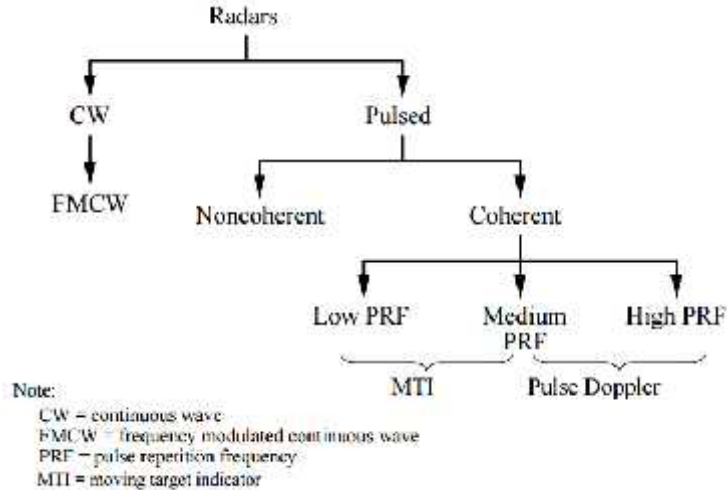 Radars
CW Pulsed
FMCW Noncoherent Coherent
Low PRF Medium PRF High PRF
MTI Pulse Doppler
Note:
CW = continuous wave
FMCW = frequency modulated continuous wave
PRF = pulse repetition frequency
MTI = moving target indicator